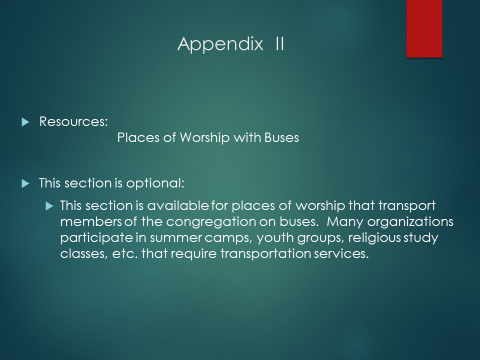 Appendix II
Resources:
Places of Worship with Buses
This section is optional:
This section is available for places of worship that transport
members of the congregation on buses. Many organizations
participate in summer camps, youth groups, religious study
classes, etc. that require transportation services.